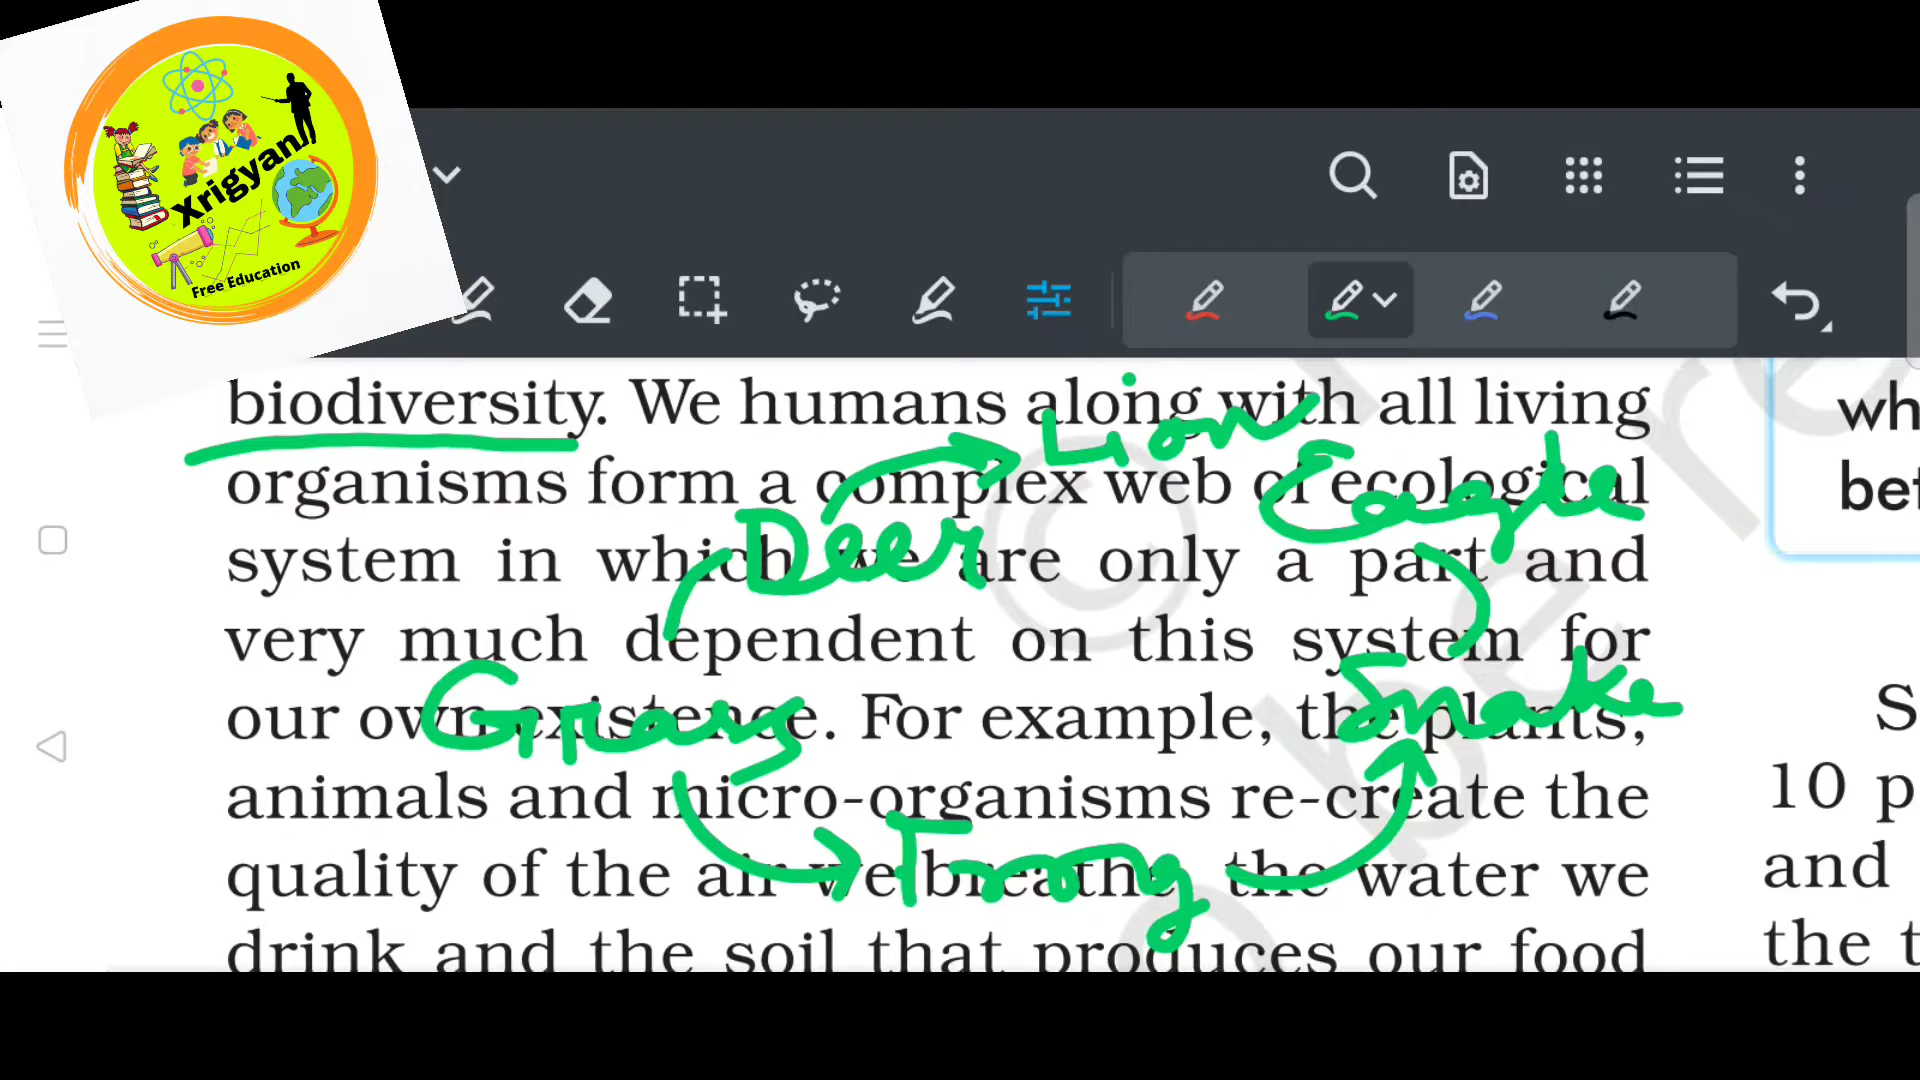 Xrigyan
Free Education
biodiversity. We humans along with all living
organisms form a complex web of ecological
system in which we are only a part and
very much dependent on this system for
our own existence. For example, the plants,
animals and micro-organisms re-create the
quality of the air we breathe, the water we
drink and the soil that produces our food
Lion
Eagle
Deer
Grass
Snake
Frog
wh
bet
S
10 p
and
the t